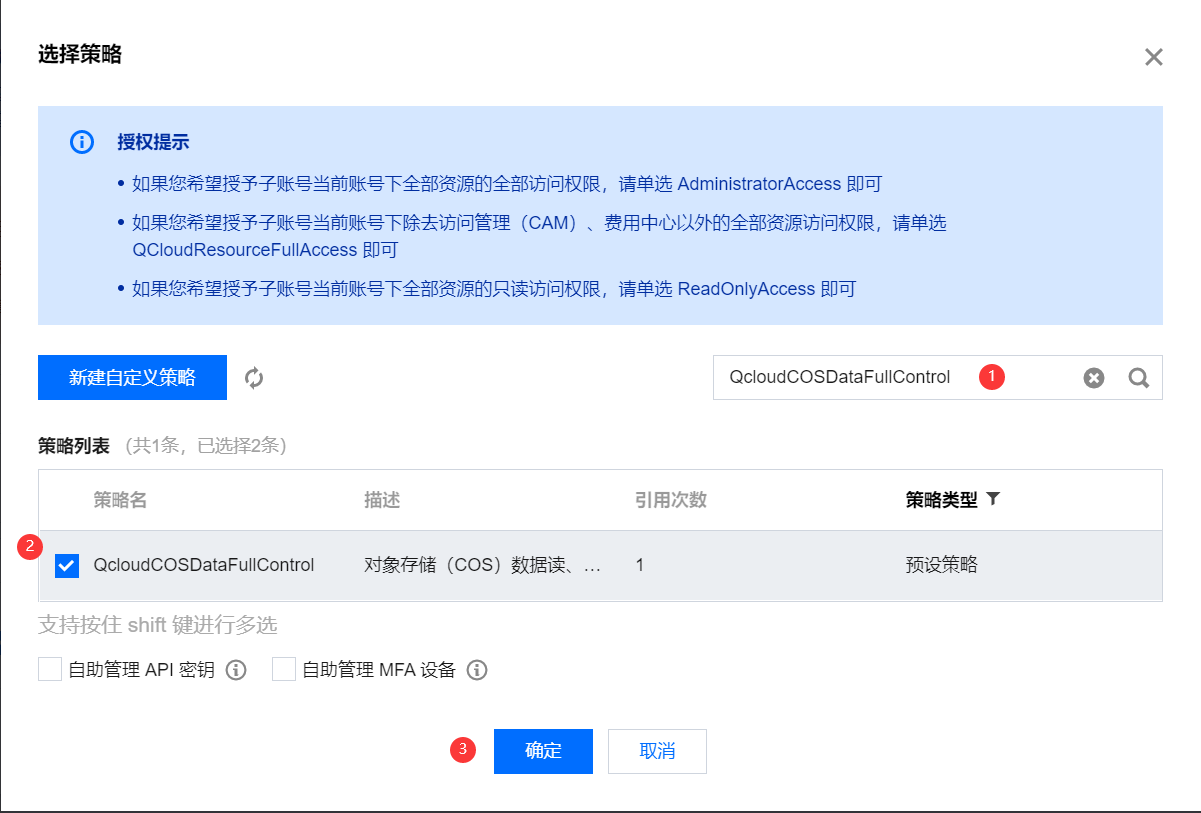 选择策略
授权提示
• 如果您希望授予子账号当前账号下全部资源的全部访问权限，请单选 AdministratorAccess 即可
• 如果您希望授予子账号当前账号下除去访问管理（CAM）、费用中心以外的全部资源访问权限，请单选
QCloudResourceFullAccess 即可
• 如果您希望授予子账号当前账号下全部资源的只读访问权限，请单选 ReadOnlyAccess 即可
新建自定义策略 QcloudCOSDataFullControl 1
策略列表 (共1条，已选择2条)
策略名 描述 引用次数 策略类型
2 QcloudCOSDataFullControl 对象存储（COS）数据读、... 1 预设策略
支持按住 shift 键进行多选
自助管理 API 密钥 自助管理 MFA 设备
3 确定 取消